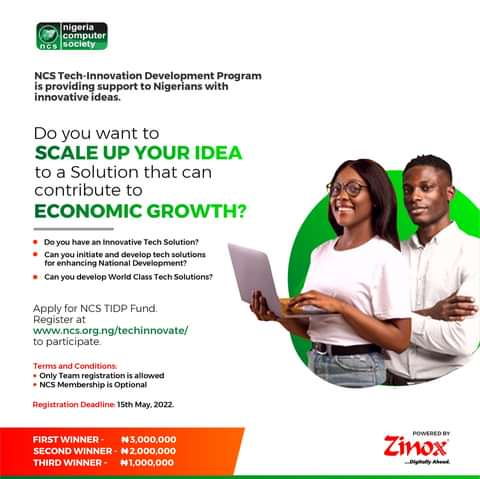 nigeria
computer
society
ncs
NCS Tech-Innovation Development Program
is providing support to Nigerians with
innovative ideas.
Do you want to
SCALE UP YOUR IDEA
to a Solution that can
contribute to
ECONOMIC GROWTH?
• Do you have an Innovative Tech Solution?
• Can you initiate and develop tech solutions
for enhancing National Development?
• Can you develop World Class Tech Solutions?
Apply for NCS TIDP Fund.
Register at
www.ncs.org.ng/techinnovate/
to participate.
Terms and Conditions:
• Only Team registration is allowed
• NCS Membership is Optional
Registration Deadline: 15th May, 2022.
FIRST WINNER - ₦3,000,000
SECOND WINNER - ₦2,000,000
THIRD WINNER - ₦1,000,000
POWERED BY
Zinox®
...Digitally Ahead.